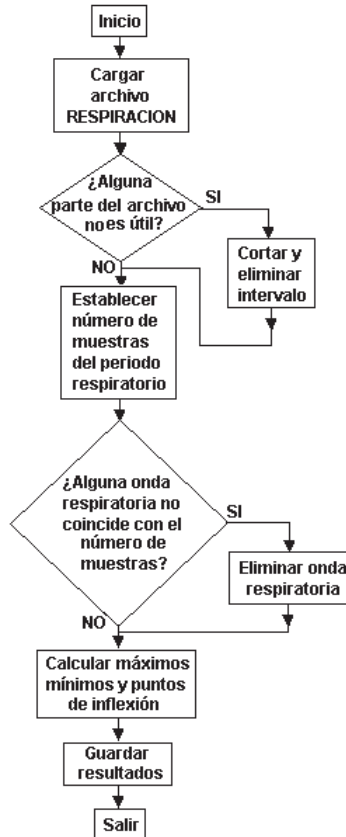 Inicio
Cargar
archivo
RESPIRACION
¿Alguna
parte del archivo
no es útil?
SI
NO
Cortar y
eliminar
intervalo
Establecer
número de
muestras
del periodo
respiratorio
¿Alguna onda
respiratoria no
coincide con el
número de
muestras?
SI
Eliminar onda
respiratoria
NO
Calcular máximos
mínimos y puntos
de inflexión
Guardar
resultados
Salir